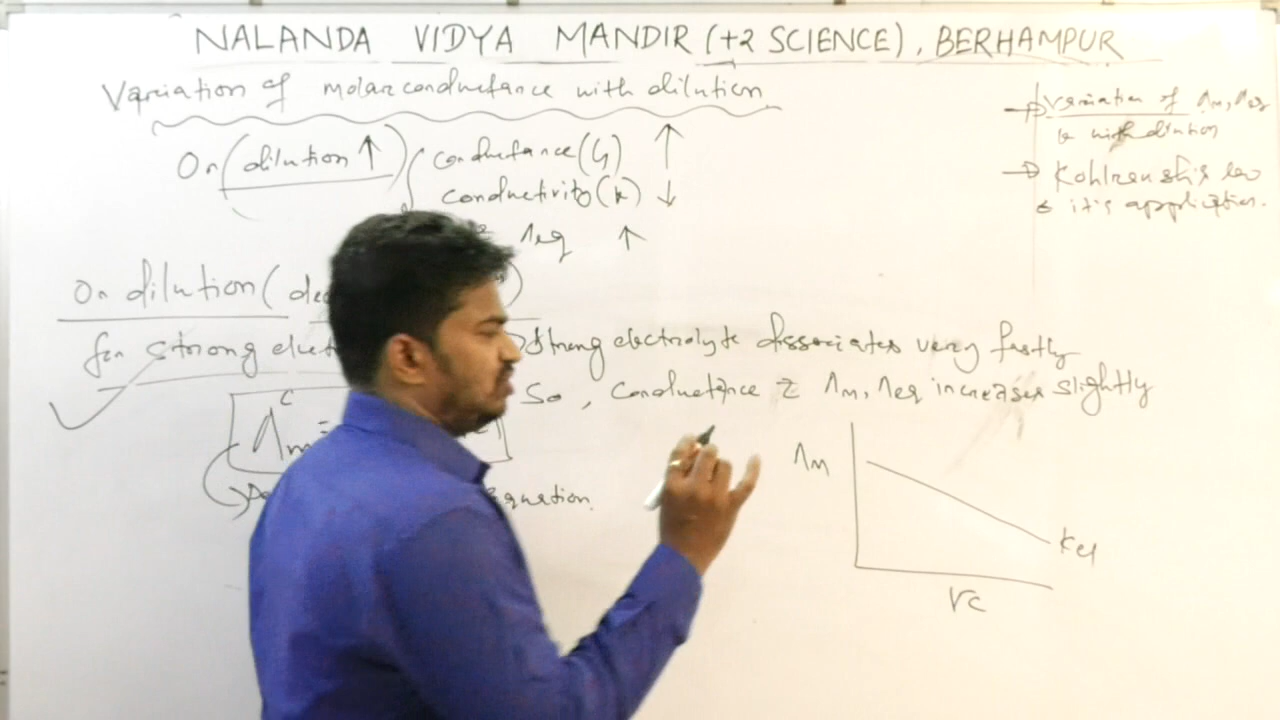 NALANDA VIDYA MANDIR (+2 SCIENCE), BERHAMPUR
Variation of molar conductance with dilution
On (dilution ↑) conductance (G) ↑
conductivity (K) ↓
Λeq ↑
On dilution (
for strong elect
Strong electrolyte dissociates very fastly
So, conductance & Λm, Λeq increases slightly
Λm^c =
equation.
Λm
KCl
√C
→ variation of Λm, Λeq
with dilution
→ Kohlraush's law
& it's application.